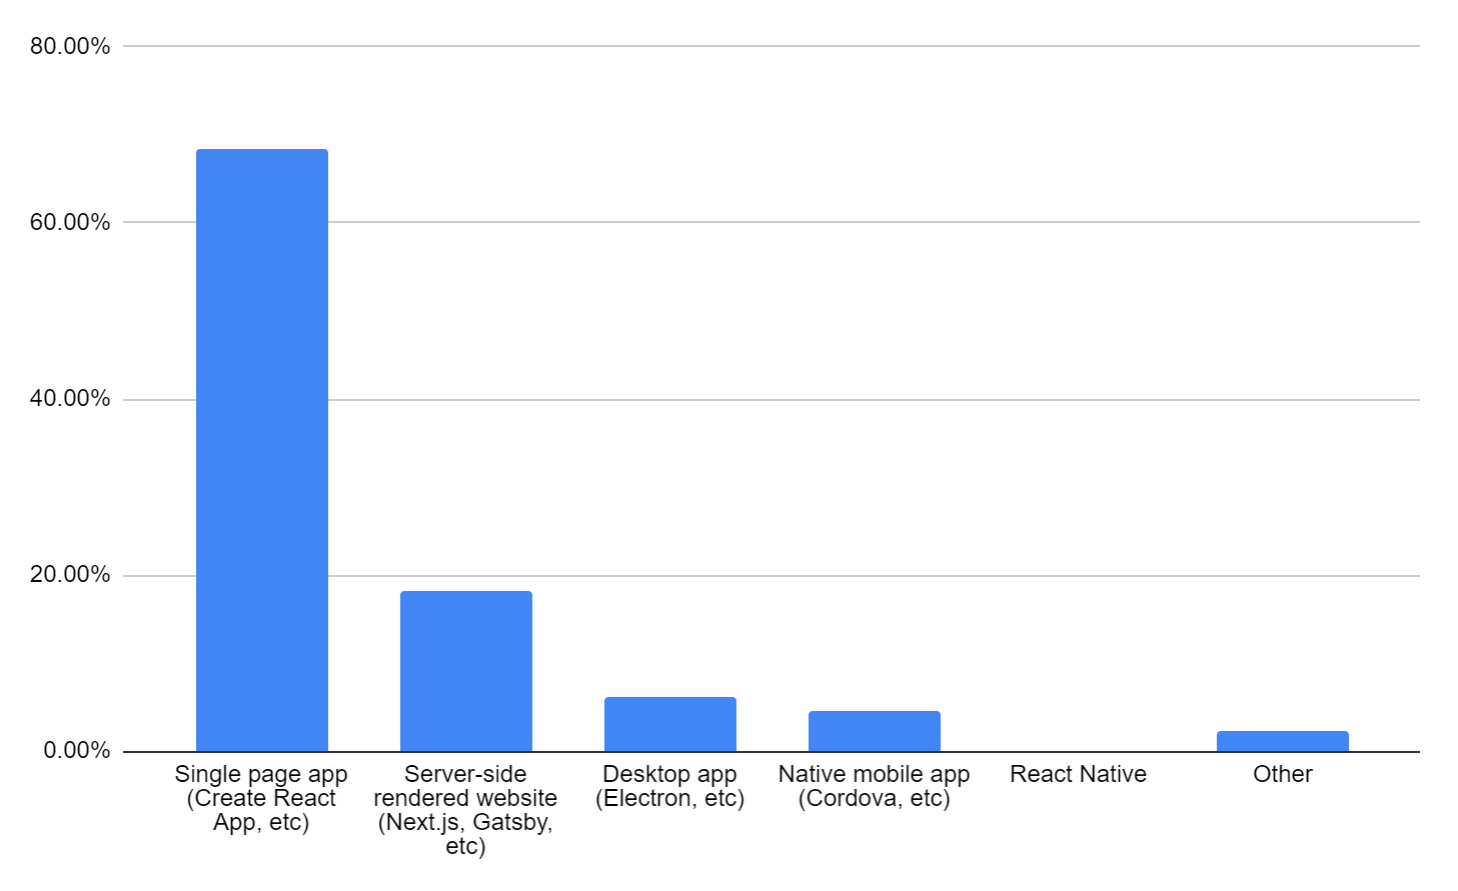 80.00%
60.00%
40.00%
20.00%
0.00%
Single page app
(Create React
App, etc)
Server-side
rendered website
(Next.js, Gatsby,
etc)
Desktop app
(Electron, etc)
Native mobile app
(Cordova, etc)
React Native
Other